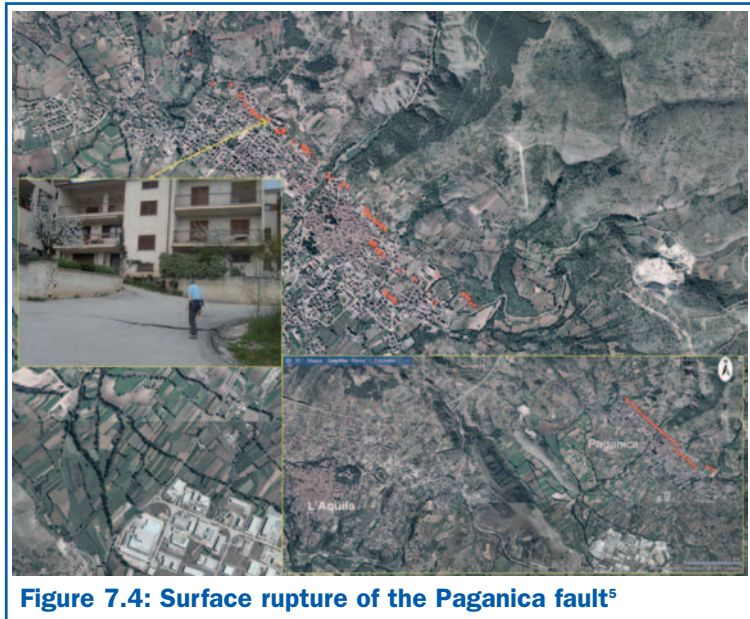 Paganica
L'Aquila
Figure 7.4: Surface rupture of the Paganica fault⁵